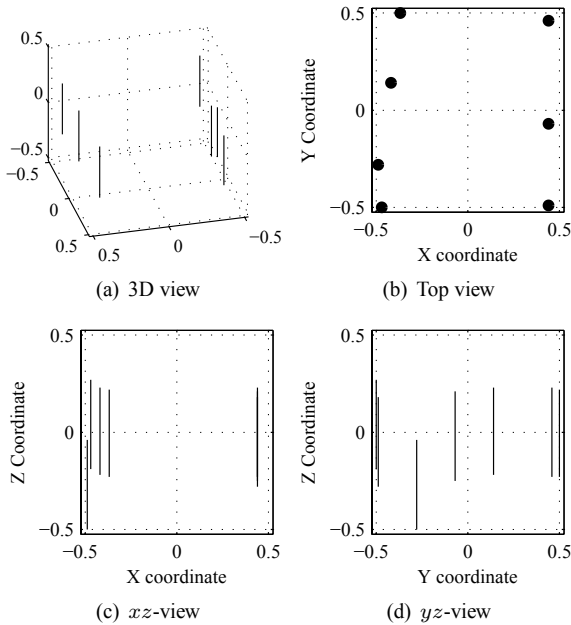 0.5
0
−0.5
−0.5
0
0.5
0.5
0
−0.5
(a) 3D view
0.5
0
−0.5
Y Coordinate
−0.5
0
0.5
X coordinate
(b) Top view
0.5
0
−0.5
Z Coordinate
−0.5
0
0.5
X coordinate
(c) xz-view
0.5
0
−0.5
Z Coordinate
−0.5
0
0.5
Y coordinate
(d) yz-view